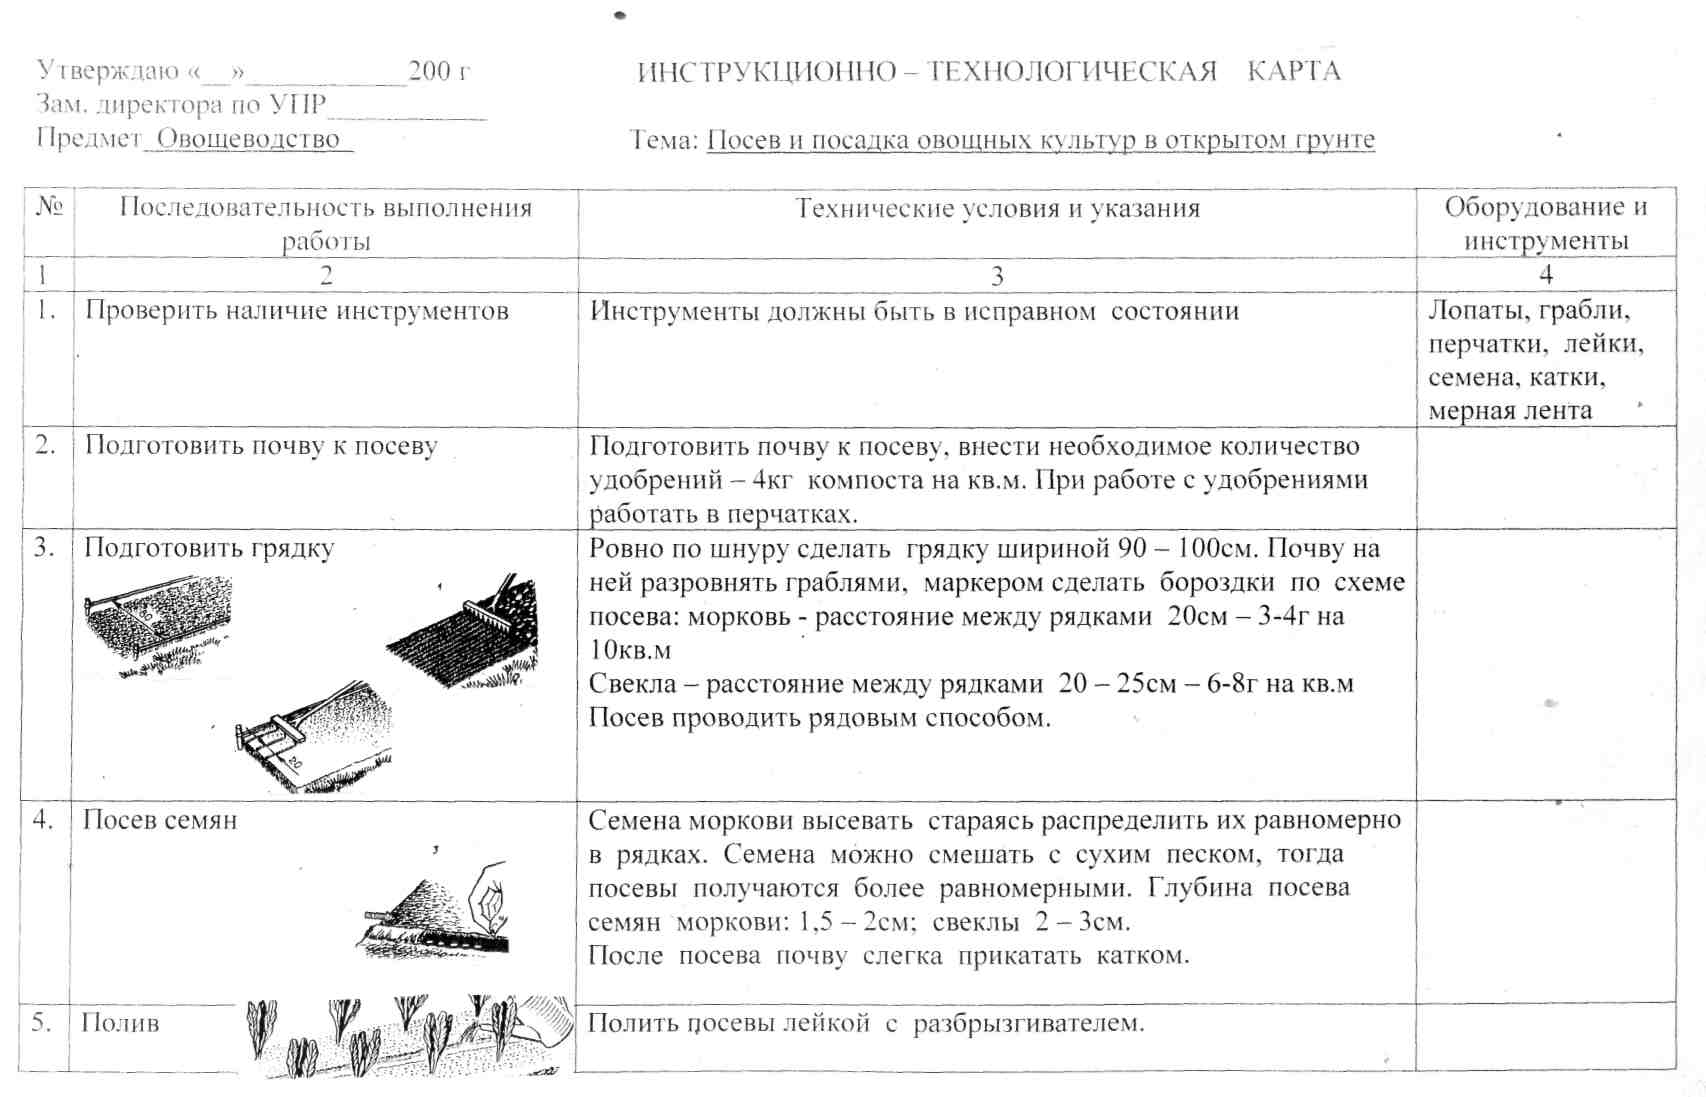 Утверждаю «__»____________200 г
ИНСТРУКЦИОННО – ТЕХНОЛОГИЧЕСКАЯ КАРТА
Зам. директора по УПР____________
Предмет Овощеводство
Тема: Посев и посадка овощных культур в открытом грунте
№
Последовательность выполнения
работы
Технические условия и указания
Оборудование и
инструменты
1
2
3
4
1.
Проверить наличие инструментов
Инструменты должны быть в исправном состоянии
Лопаты, грабли,
перчатки, лейки,
семена, катки,
мерная лента
2.
Подготовить почву к посеву
Подготовить почву к посеву, внести необходимое количество
удобрений – 4кг компоста на кв.м. При работе с удобрениями
работать в перчатках.
3.
Подготовить грядку
90
20
Ровно по шнуру сделать грядку шириной 90 – 100см. Почву на
ней разровнять граблями, маркером сделать бороздки по схеме
посева: морковь - расстояние между рядками 20см – 3-4г на
10кв.м
Свекла – расстояние между рядками 20 – 25см – 6-8г на кв.м
Посев проводить рядовым способом.
4.
Посев семян
3
Семена моркови высевать стараясь распределить их равномерно
в рядках. Семена можно смешать с сухим песком, тогда
посевы получаются более равномерными. Глубина посева
семян моркови: 1,5 – 2см; свеклы 2 – 3см.
После посева почву слегка прикатать катком.
5.
Полив
Полить посевы лейкой с разбрызгивателем.